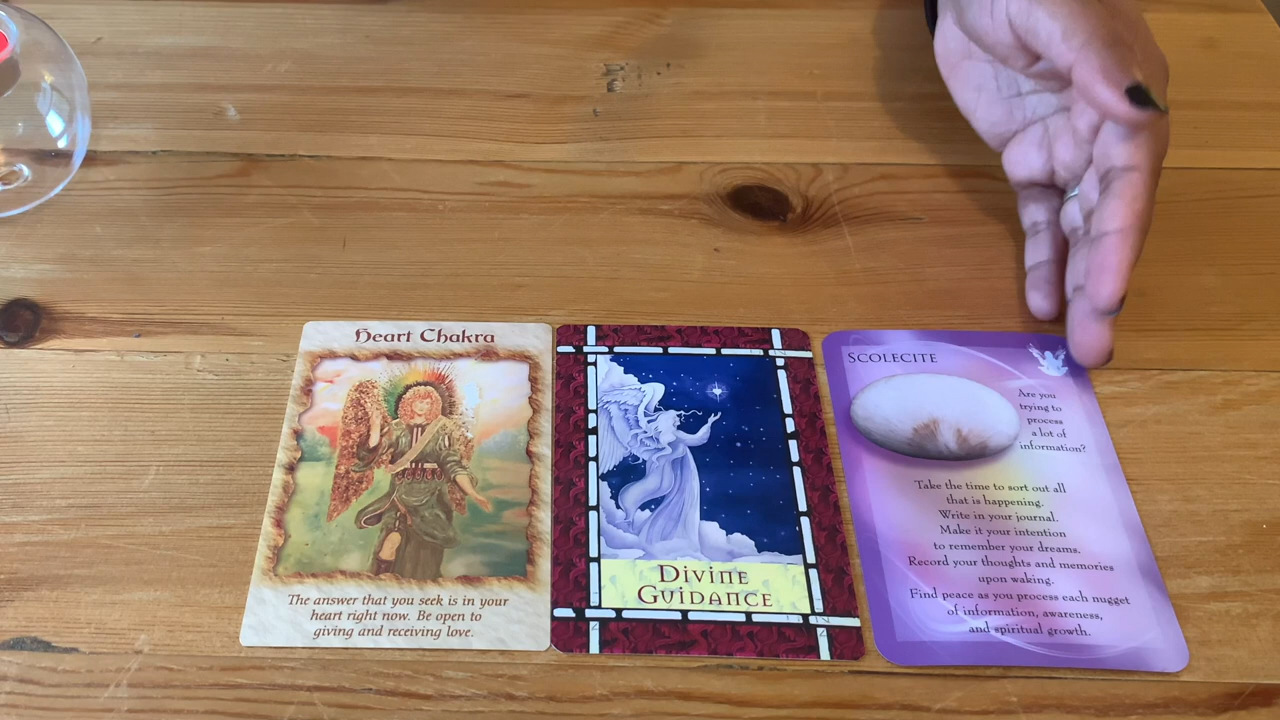 Heart Chakra
The answer that you seek is in your
heart right now. Be open to
giving and receiving love.
Divine
Guidance
Scolecite
Are you
trying to
process
a lot of
information?
Take the time to sort out all
that is happening.
Write in your journal.
Make it your intention
to remember your dreams.
Record your thoughts and memories
upon waking.
Find peace as you process each nugget
of information, awareness,
and spiritual growth.